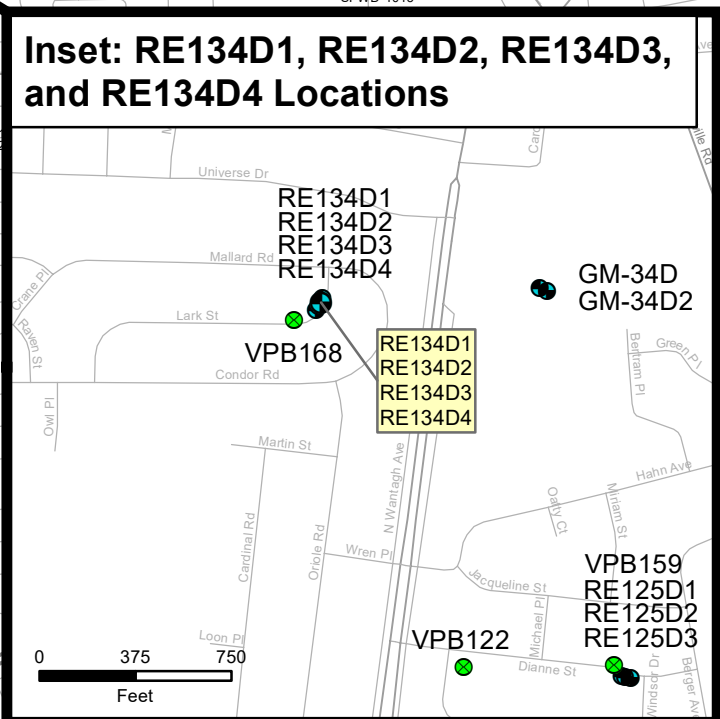 Inset: RE134D1, RE134D2, RE134D3,
and RE134D4 Locations
Universe Dr
RE134D1
RE134D2
RE134D3
RE134D4
Mallard Rd
Crane Pl
Raven St
Lark St
VPB168
Condor Rd
GM-34D
GM-34D2
RE134D1
RE134D2
RE134D3
RE134D4
Bertram Pl
Green Pl
Owl Pl
Martin St
N Wantagh Ave
Hahn Ave
Cardinal Rd
Oriole Rd
Oatty Ct
Miriam St
Wren Pl
Jacqueline St
VPB159
RE125D1
RE125D2
RE125D3
Michael Pl
Loon Pl
VPB122
Dianne St
Windsor Dr
Berger Ave
0 375 750
Feet